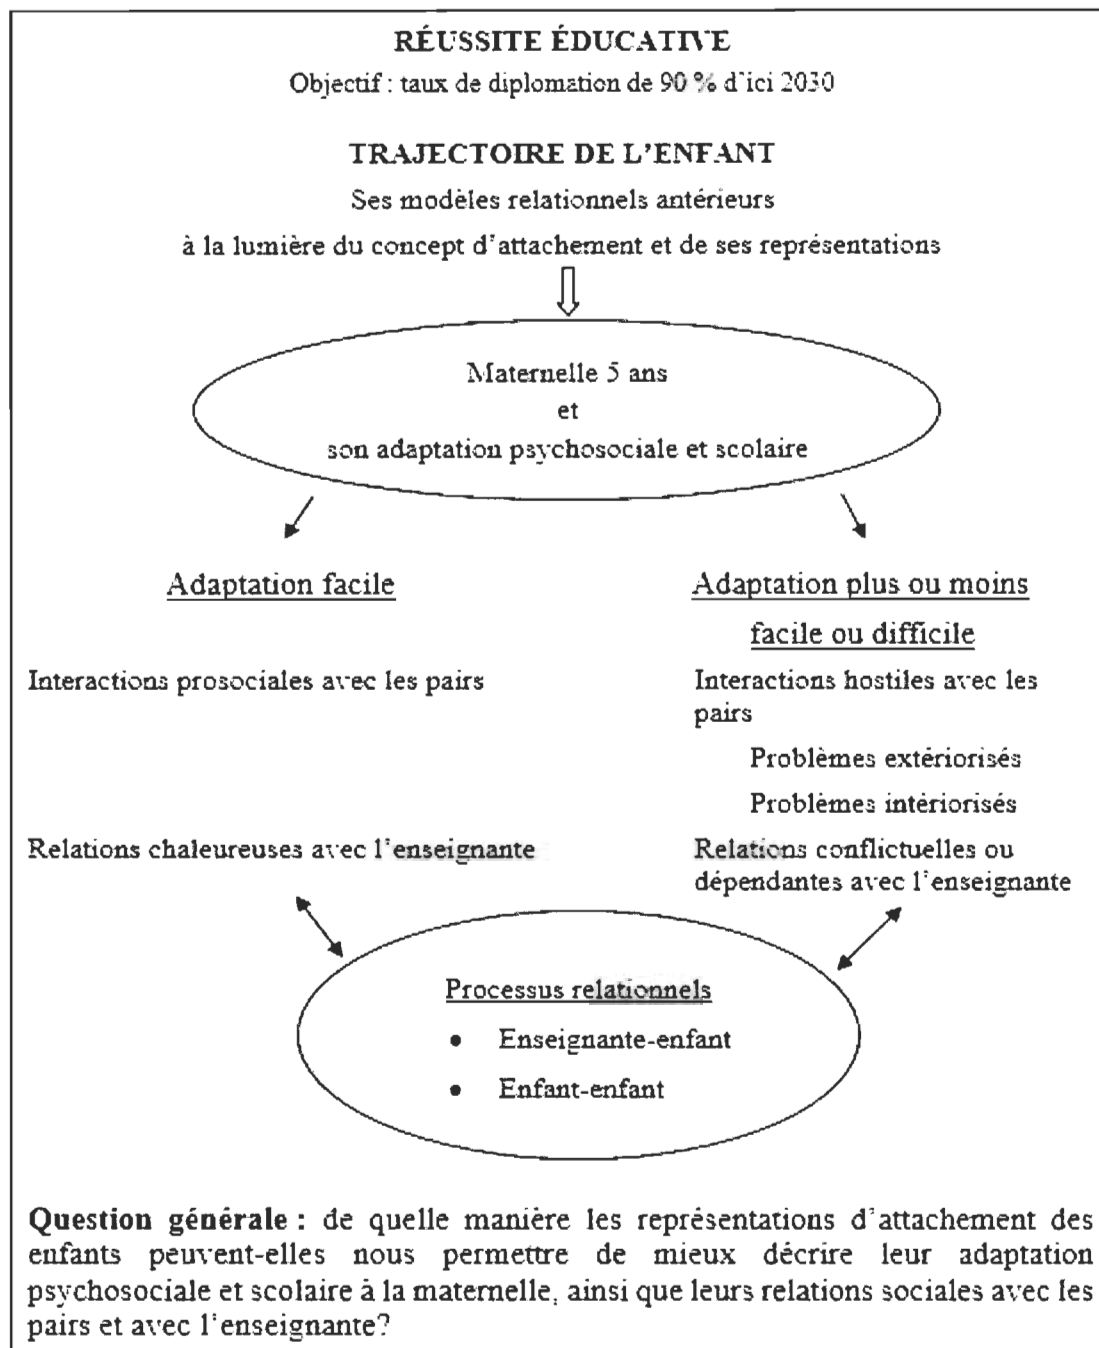 RÉUSSITE ÉDUCATIVE
Objectif : taux de diplomation de 90 % d'ici 2030
TRAJECTOIRE DE L'ENFANT
Ses modèles relationnels antérieurs
à la lumière du concept d'attachement et de ses représentations
Maternelle 5 ans
et
son adaptation psychosociale et scolaire
Adaptation facile
Interactions prosociales avec les pairs
Relations chaleureuses avec l'enseignante
Adaptation plus ou moins
facile ou difficile
Interactions hostiles avec les
pairs
Problèmes extériorisés
Problèmes intériorisés
Relations conflictuelles ou
dépendantes avec l'enseignante
Processus relationnels
• Enseignante-enfant
• Enfant-enfant
Question générale : de quelle manière les représentations d'attachement des
enfants peuvent-elles nous permettre de mieux décrire leur adaptation
psychosociale et scolaire à la maternelle, ainsi que leurs relations sociales avec les
pairs et avec l'enseignante?